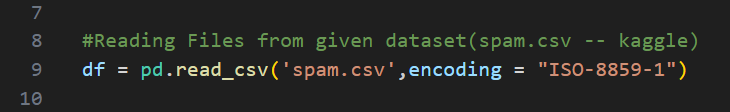 7
8 #Reading Files from given dataset(spam.csv -- kaggle)
9 df = pd.read_csv('spam.csv',encoding = "ISO-8859-1")
10